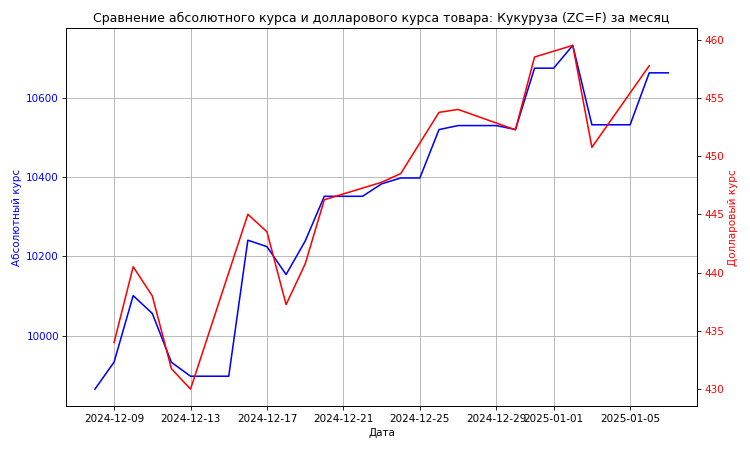 Сравнение абсолютного курса и долларового курса товара: Кукуруза (ZC=F) за месяц
Абсолютный курс
10600
10400
10200
10000
460
455
450
445
440
435
430
Долларовый курс
2024-12-09 2024-12-13 2024-12-17 2024-12-21 2024-12-25 2024-12-29 2025-01-01 2025-01-05
Дата